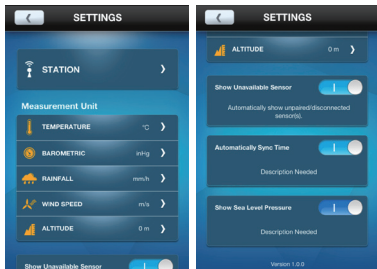 SETTINGS
STATION
Measurement Unit
TEMPERATURE °C
BAROMETRIC inHg
RAINFALL mm/h
WIND SPEED m/s
ALTITUDE 0 m
Show Unavailable Sensor
SETTINGS
ALTITUDE 0 m
Show Unavailable Sensor
Automatically show unpaired/disconnected
sensor(s).
Automatically Sync Time
Description Needed
Show Sea Level Pressure
Description Needed
Version 1.0.0